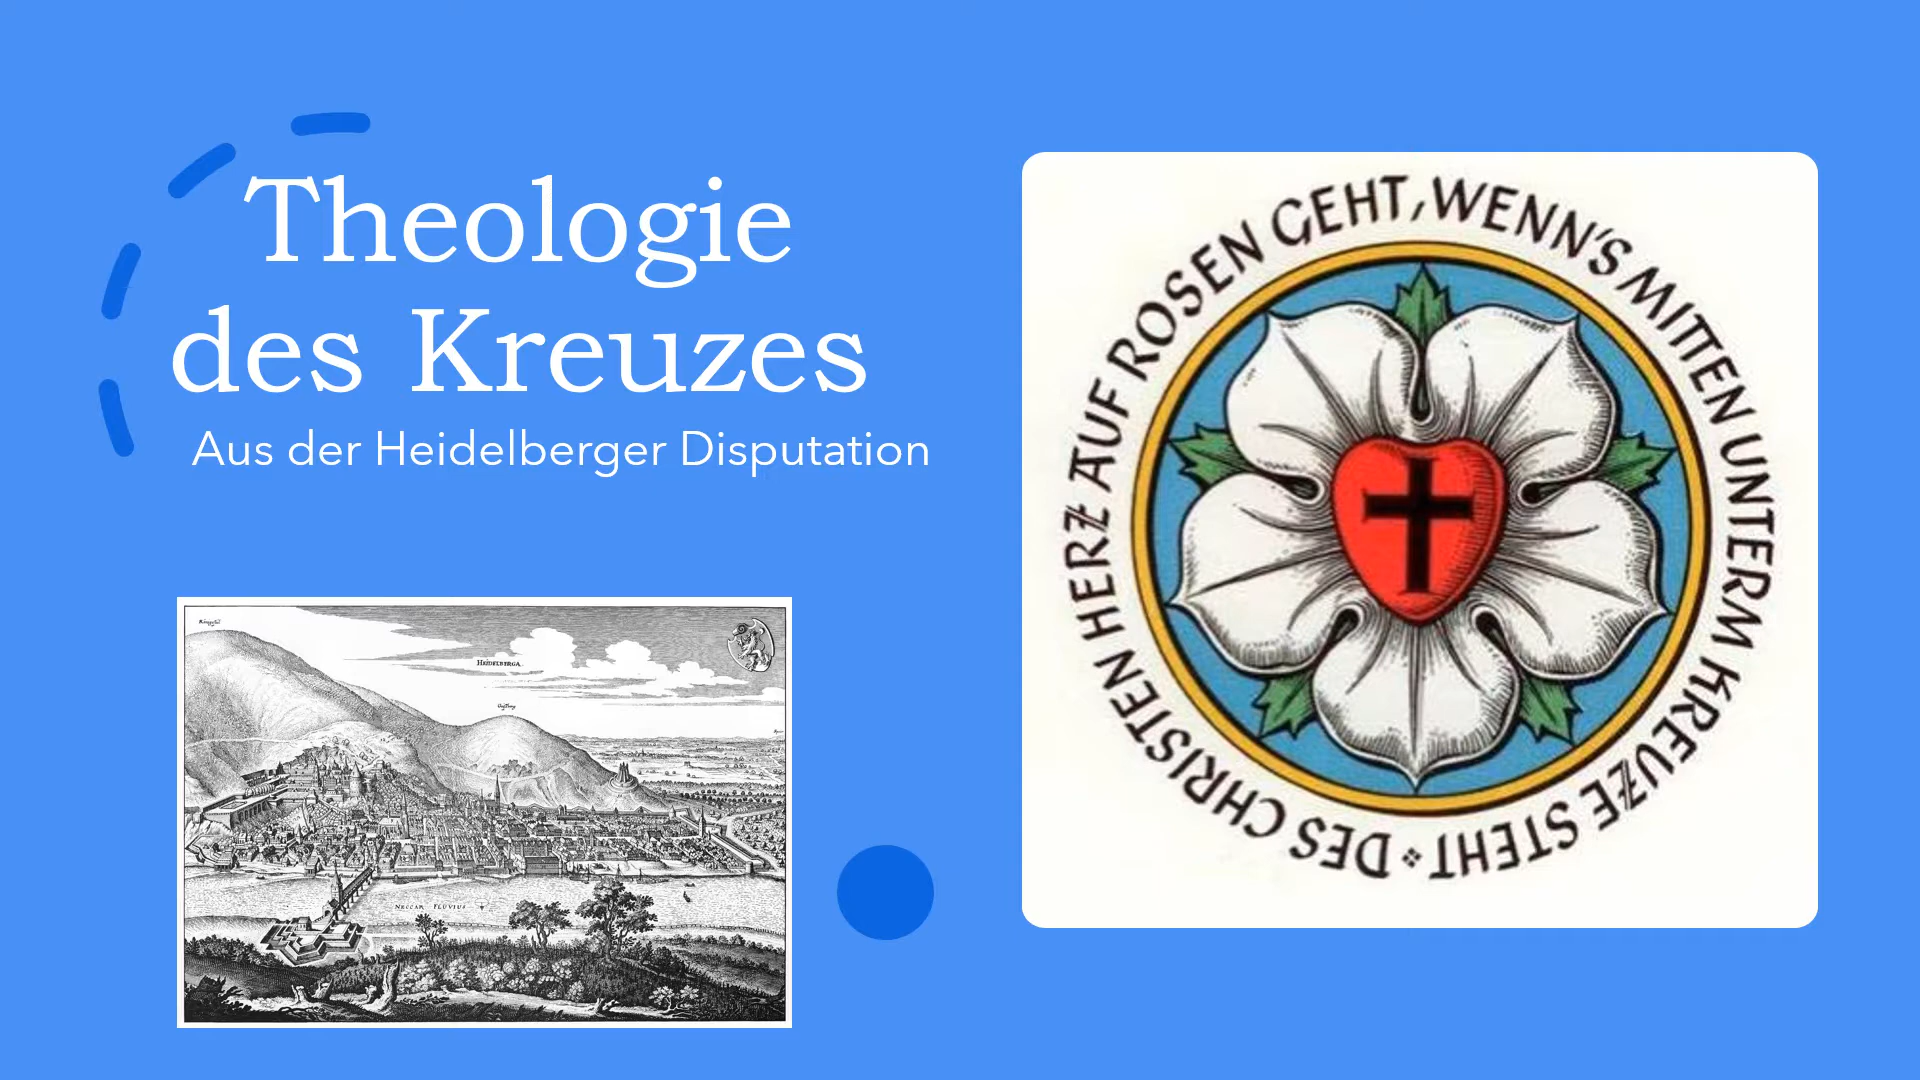 Theologie
des Kreuzes
Aus der Heidelberger Disputation
DES CHRISTEN HERZ AUF ROSEN GEHT, WENN'S MITTEN UNTERM KREUZE STEHT
HEIDELBERGA
NECCAR FLUVIUS